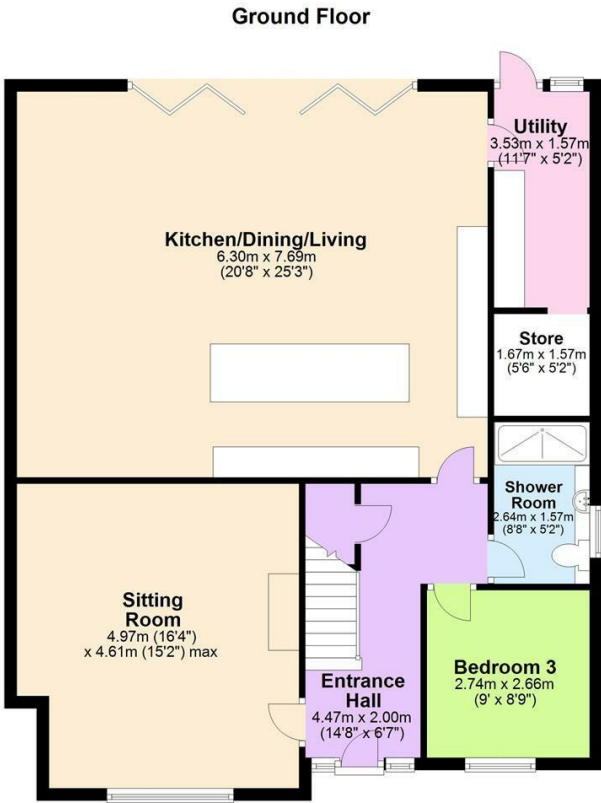 Ground Floor
Utility
3.53m x 1.57m
(11'7" x 5'2")
Kitchen/Dining/Living
6.30m x 7.69m
(20'8" x 25'3")
Store
1.67m x 1.57m
(5'6" x 5'2")
Shower
Room
2.64m x 1.57m
(8'8" x 5'2")
Sitting
Room
4.97m (16'4")
x 4.61m (15'2") max
Entrance
Hall
4.47m x 2.00m
(14'8" x 6'7")
Bedroom 3
2.74m x 2.66m
(9' x 8'9")